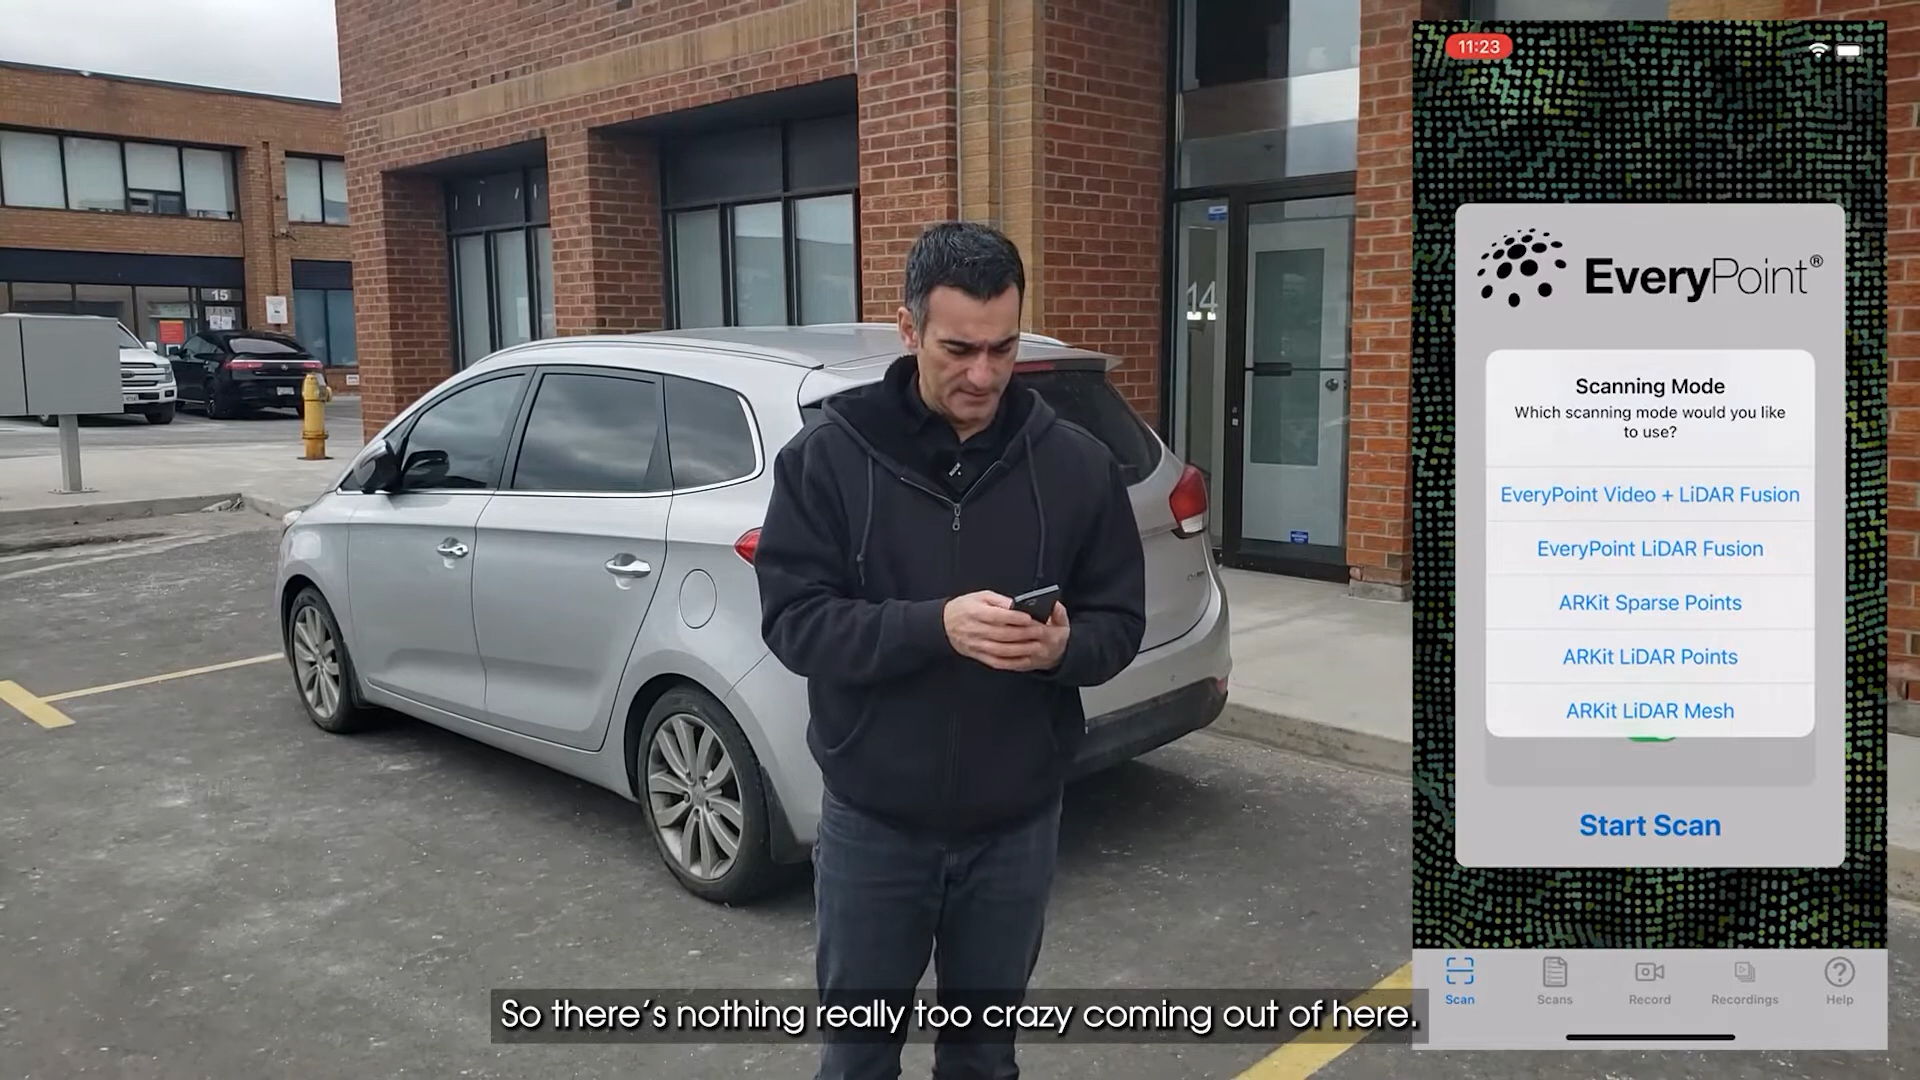 15
14
11:23
EveryPoint®
Scanning Mode
Which scanning mode would you like
to use?
EveryPoint Video + LiDAR Fusion
EveryPoint LiDAR Fusion
ARKit Sparse Points
ARKit LiDAR Points
ARKit LiDAR Mesh
Start Scan
Scan
Scans
Record
Recordings
Help
So there's nothing really too crazy coming out of here.